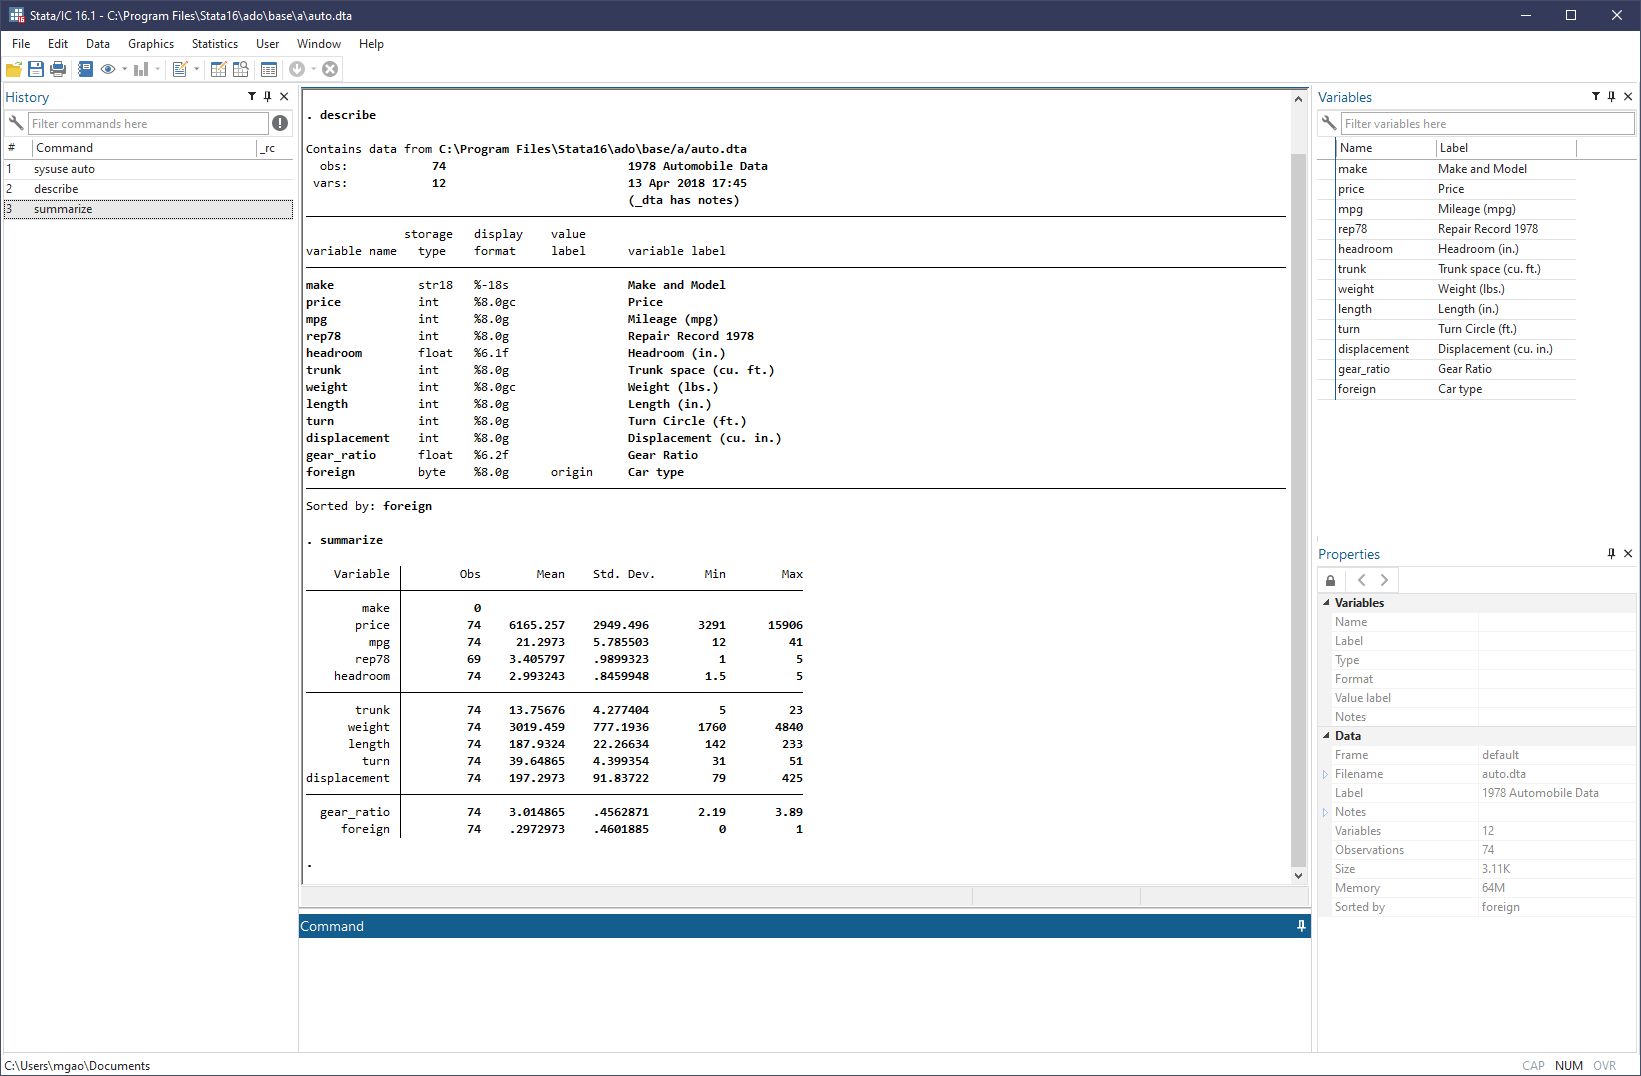 Stata/IC 16.1 - C:\Program Files\Stata16\ado\base\a\auto.dta
File Edit Data Graphics Statistics User Window Help
History
Filter commands here
# Command _rc
1 sysuse auto
2 describe
3 summarize
. describe
Contains data from C:\Program Files\Stata16\ado\base/a/auto.dta
obs: 74 1978 Automobile Data
vars: 12 13 Apr 2018 17:45
(_dta has notes)
storage display value
variable name type format label variable label
make str18 %-18s Make and Model
price int %8.0gc Price
mpg int %8.0g Mileage (mpg)
rep78 int %8.0g Repair Record 1978
headroom float %6.1f Headroom (in.)
trunk int %8.0g Trunk space (cu. ft.)
weight int %8.0gc Weight (lbs.)
length int %8.0g Length (in.)
turn int %8.0g Turn Circle (ft.)
displacement int %8.0g Displacement (cu. in.)
gear_ratio float %6.2f Gear Ratio
foreign byte %8.0g origin Car type
Sorted by: foreign
. summarize
Variable Obs Mean Std. Dev. Min Max
make 0
price 74 6165.257 2949.496 3291 15906
mpg 74 21.2973 5.785503 12 41
rep78 69 3.405797 .9899323 1 5
headroom 74 2.993243 .8459948 1.5 5
trunk 74 13.75676 4.277404 5 23
weight 74 3019.459 777.1936 1760 4840
length 74 187.9324 22.26634 142 233
turn 74 39.64865 4.399354 31 51
displacement 74 197.2973 91.83722 79 425
gear_ratio 74 3.014865 .4562871 2.19 3.89
foreign 74 .2972973 .4601885 0 1
.
Command
Variables
Filter variables here
Name Label
make Make and Model
price Price
mpg Mileage (mpg)
rep78 Repair Record 1978
headroom Headroom (in.)
trunk Trunk space (cu. ft.)
weight Weight (lbs.)
length Length (in.)
turn Turn Circle (ft.)
displacement Displacement (cu. in.)
gear_ratio Gear Ratio
foreign Car type
Properties
Variables
Name
Label
Type
Format
Value label
Notes
Data
Frame default
Filename auto.dta
Label 1978 Automobile Data
Notes
Variables 12
Observations 74
Size 3.11K
Memory 64M
Sorted by foreign
C:\Users\mgao\Documents
CAP NUM OVR